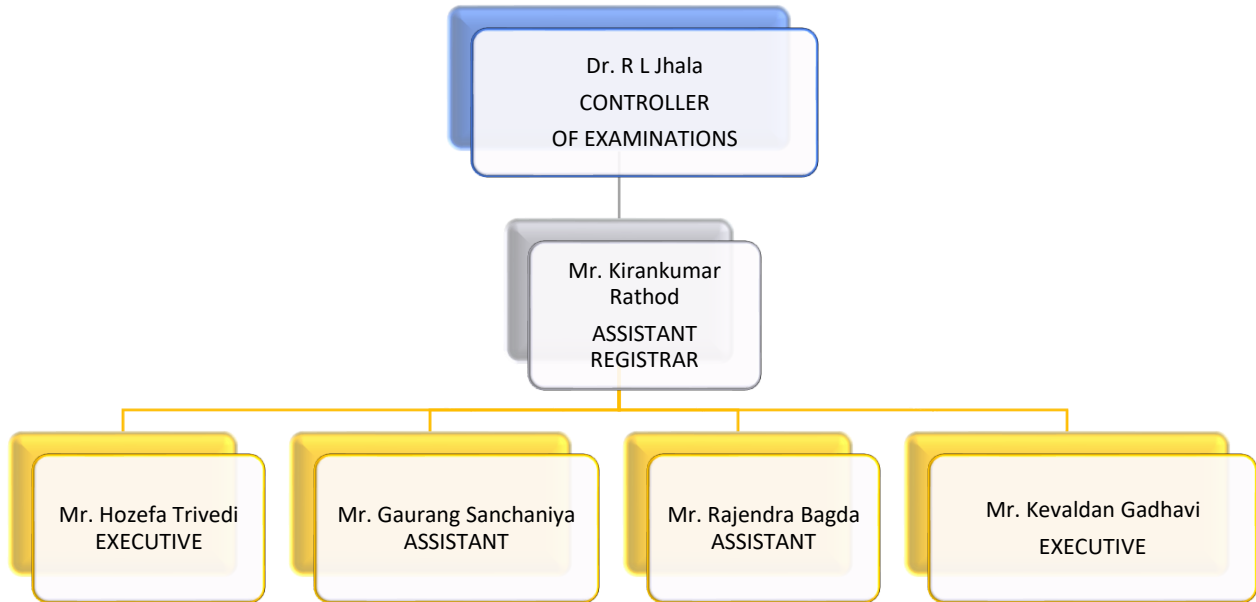 Dr. R L Jhala
CONTROLLER
OF EXAMINATIONS
Mr. Kirankumar
Rathod
ASSISTANT
REGISTRAR
Mr. Hozefa Trivedi
EXECUTIVE
Mr. Gaurang Sanchaniya
ASSISTANT
Mr. Rajendra Bagda
ASSISTANT
Mr. Kevaldan Gadhavi
EXECUTIVE